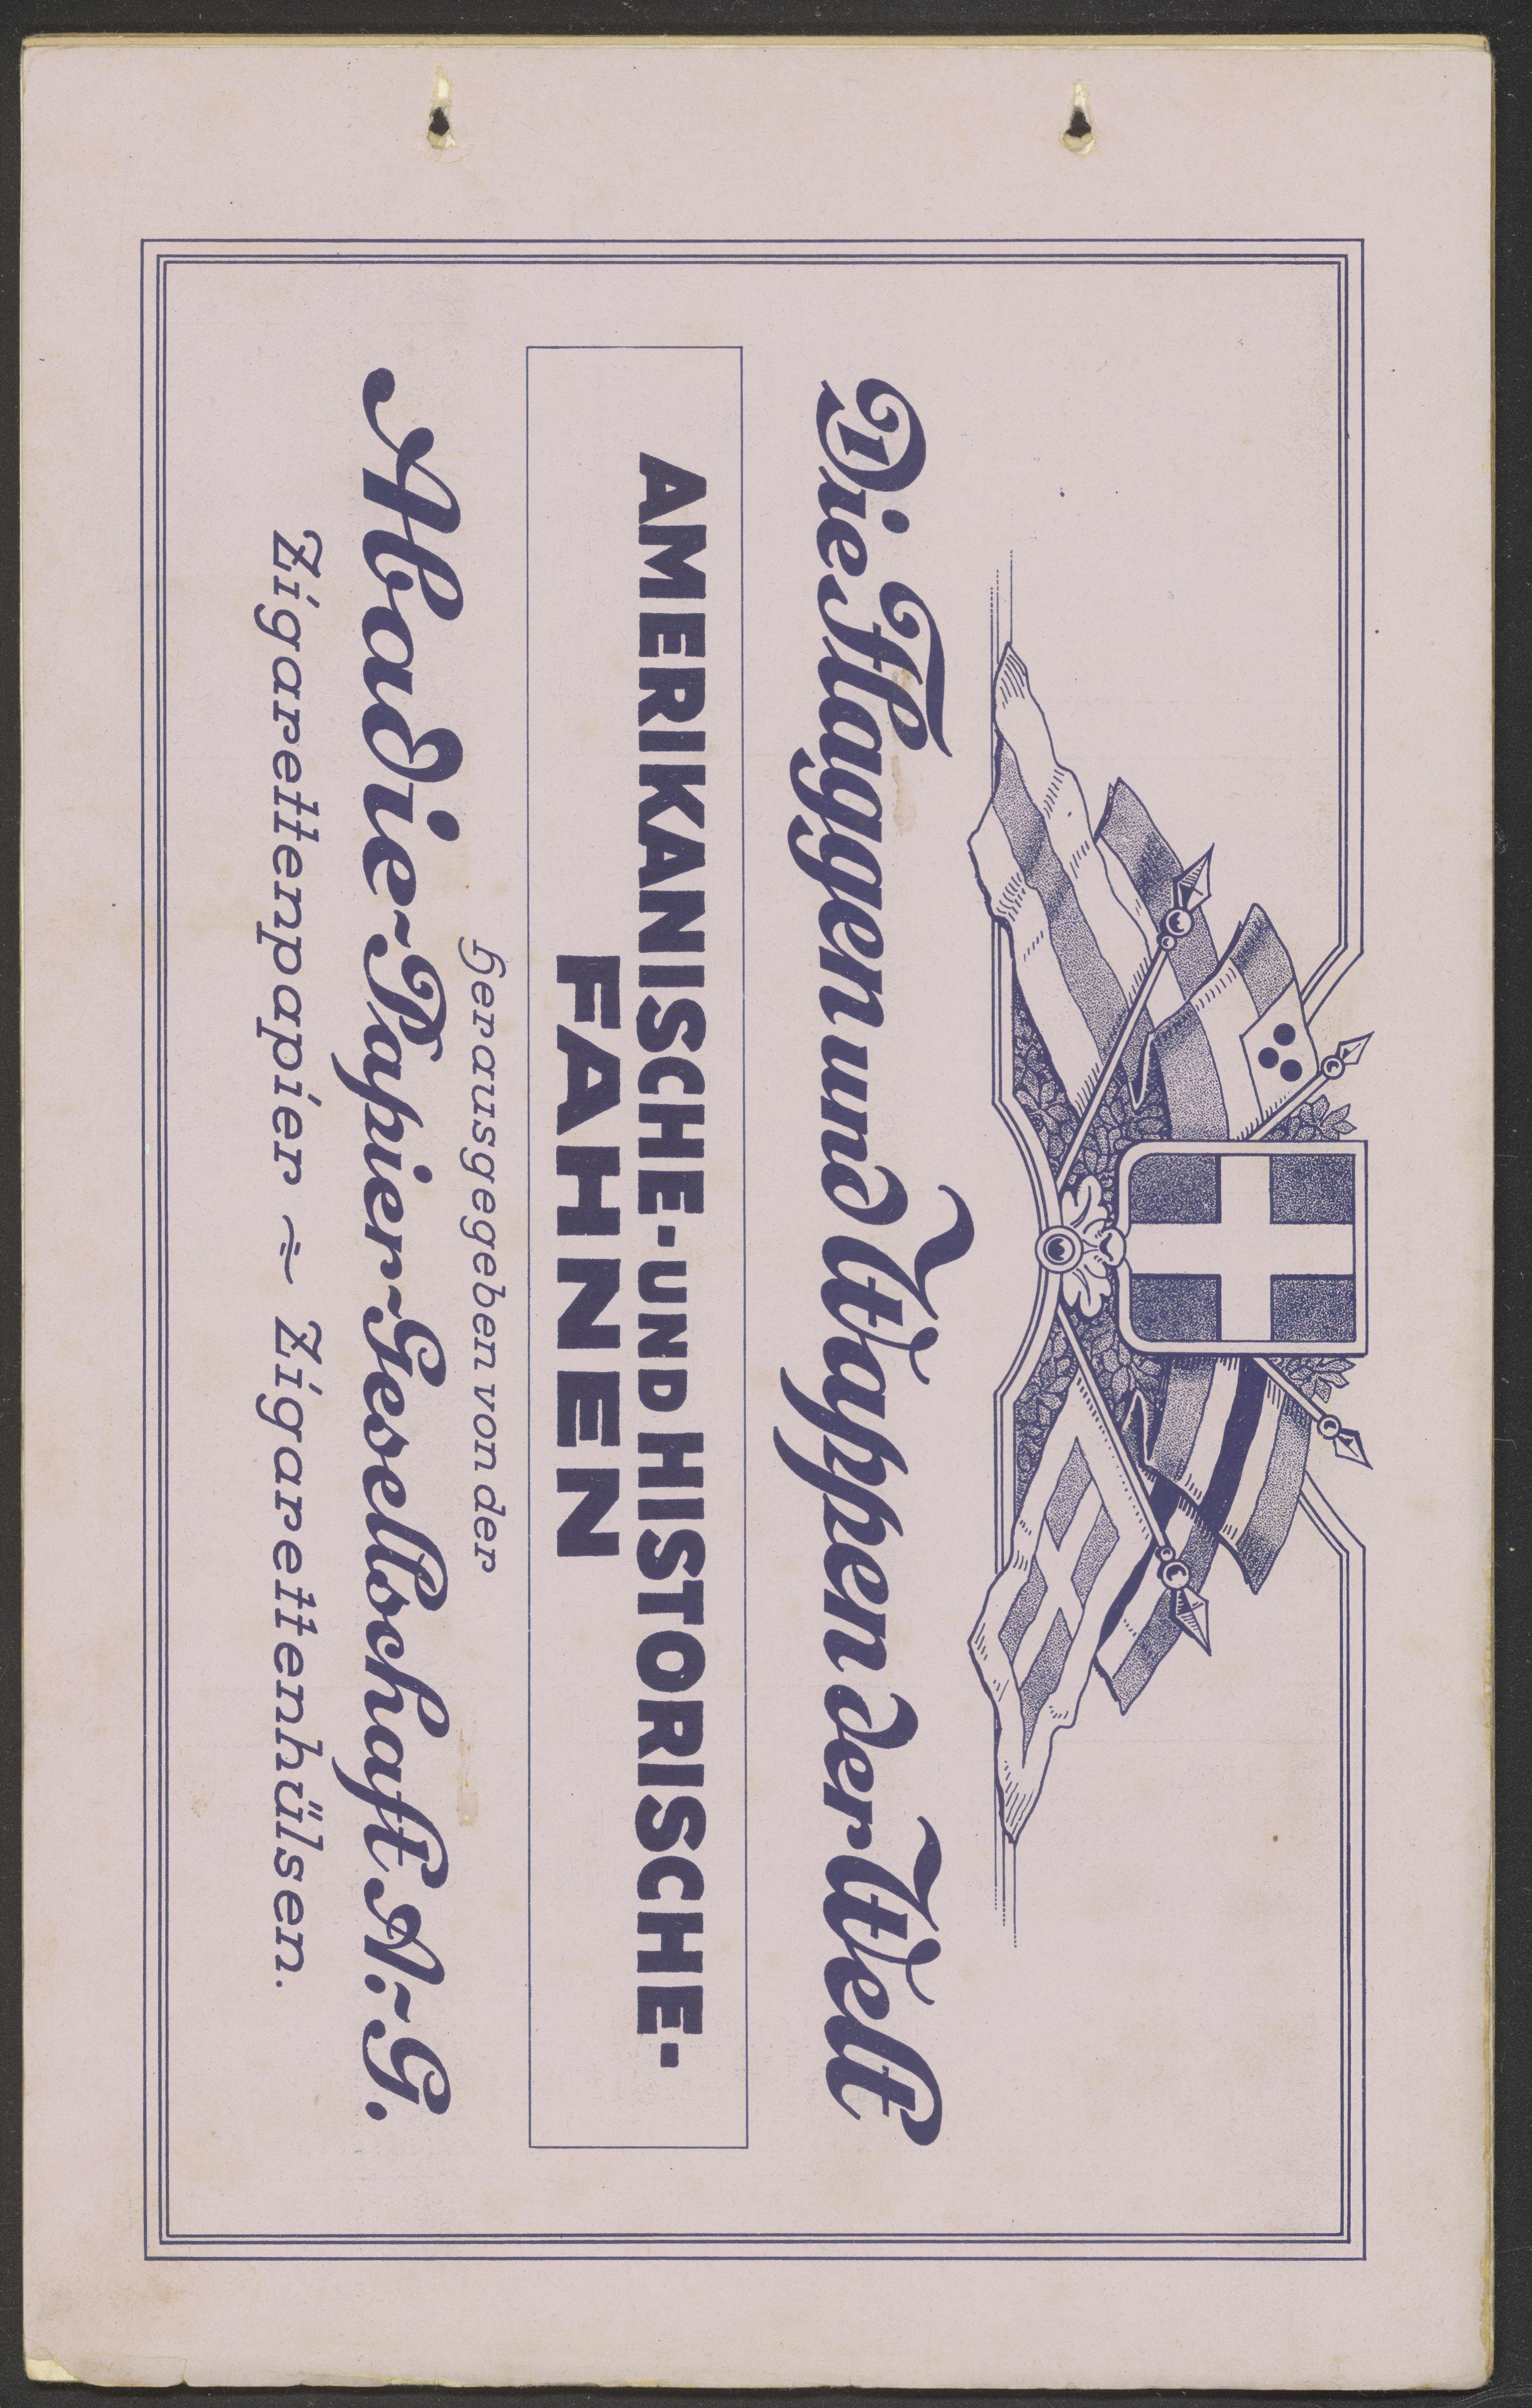 Die Flaggen und Wappen der Welt
AMERIKANISCHE-UND HISTORISCHE-
FAHNEN
Herausgegeben von der
Abadie-Papier-Gesellschaft A.-G.
Zigarettenpapier ÷ Zigarettenhülsen.